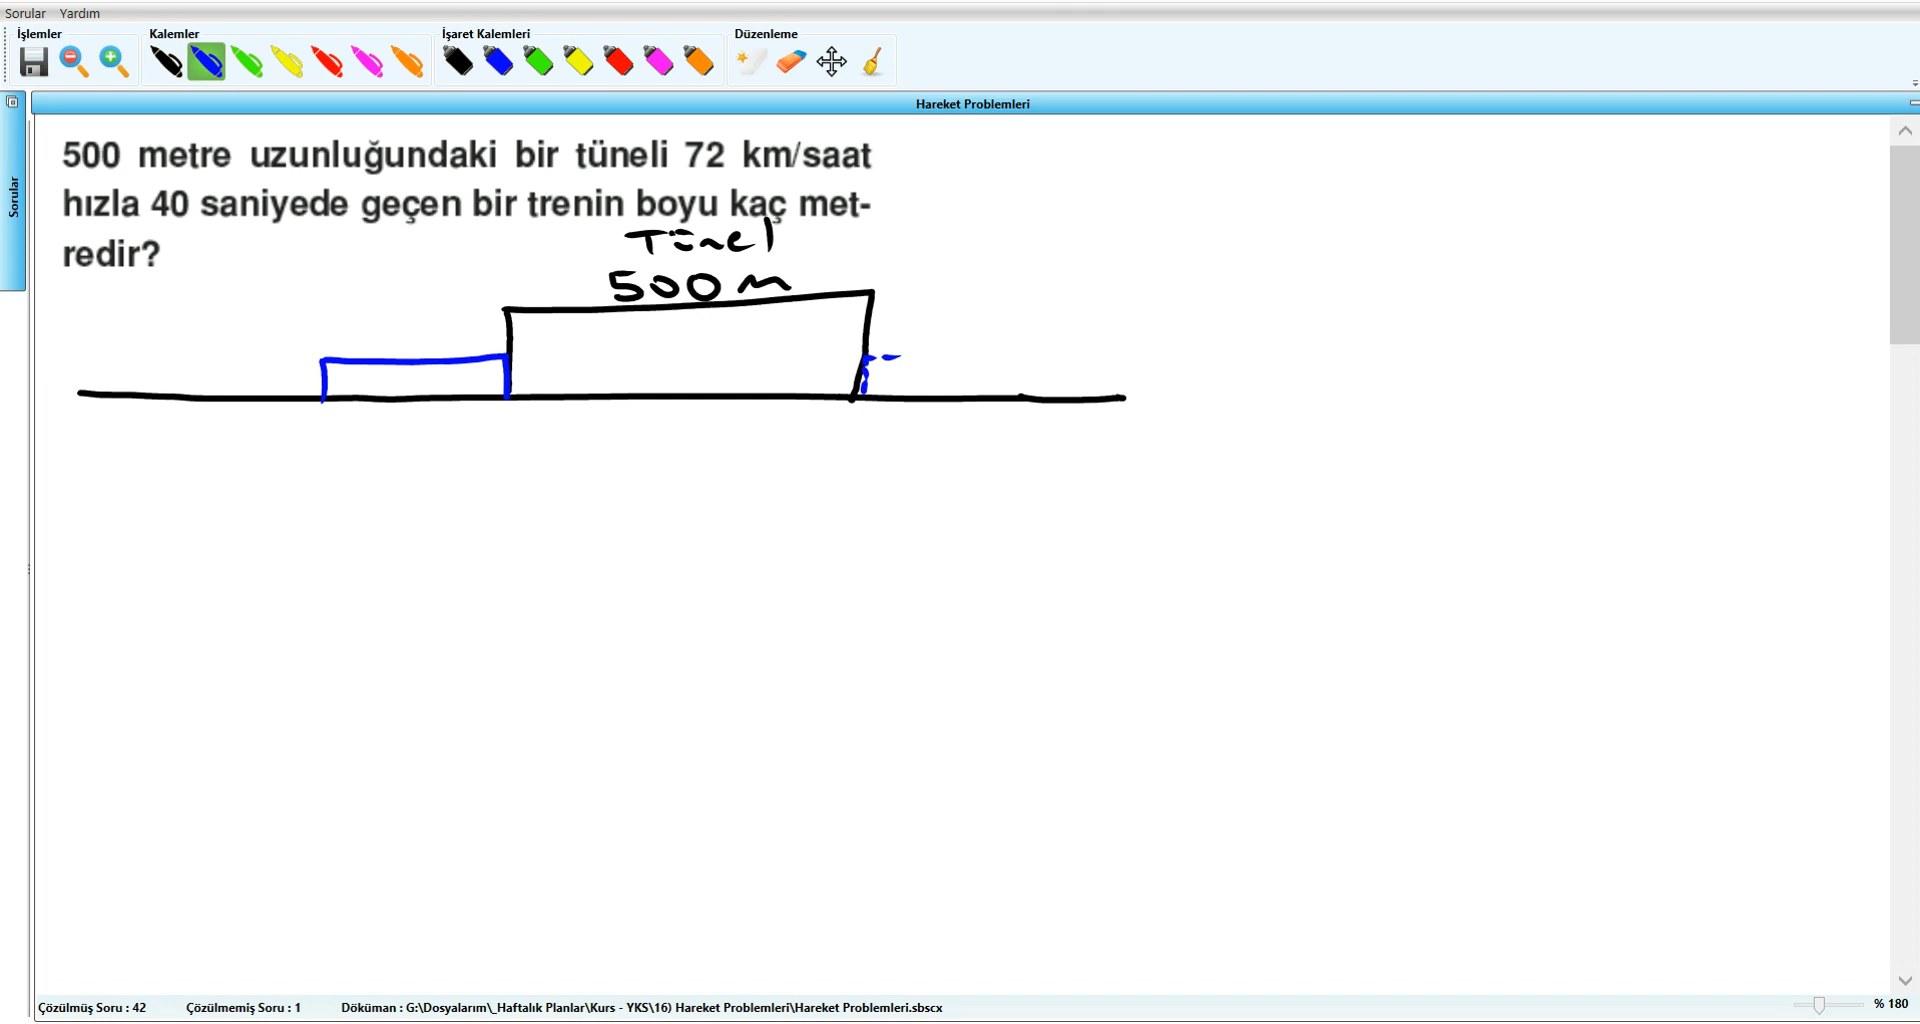 Sorular Yardım
İşlemler Kalemler İşaret Kalemleri Düzenleme
Hareket Problemleri
Sorular
500 metre uzunluğundaki bir tüneli 72 km/saat
hızla 40 saniyede geçen bir trenin boyu kaç met-
redir?
Tünel
500 m
Çözülmüş Soru : 42 Çözülmemiş Soru : 1 Döküman : G:\Dosyalarım\_Haftalık Planlar\Kurs - YKS\16) Hareket Problemleri\Hareket Problemleri.sbscx % 180